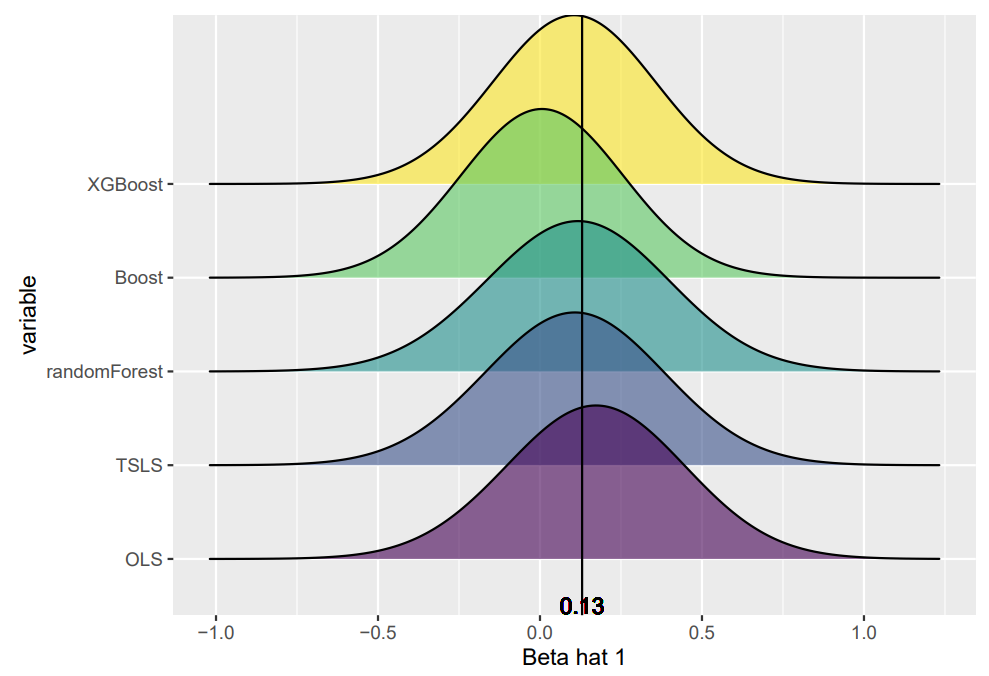 XGBoost
Boost
randomForest
TSLS
OLS
variable
0.13
−1.0 −0.5 0.0 0.5 1.0
Beta hat 1